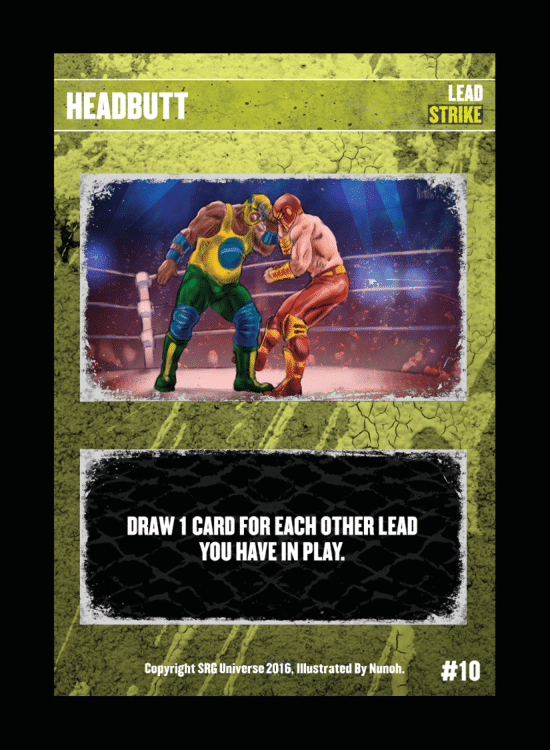 HEADBUTT
LEAD
STRIKE
DRAW 1 CARD FOR EACH OTHER LEAD
YOU HAVE IN PLAY.
Copyright SRG Universe 2016, Illustrated By Nunoh.
#10